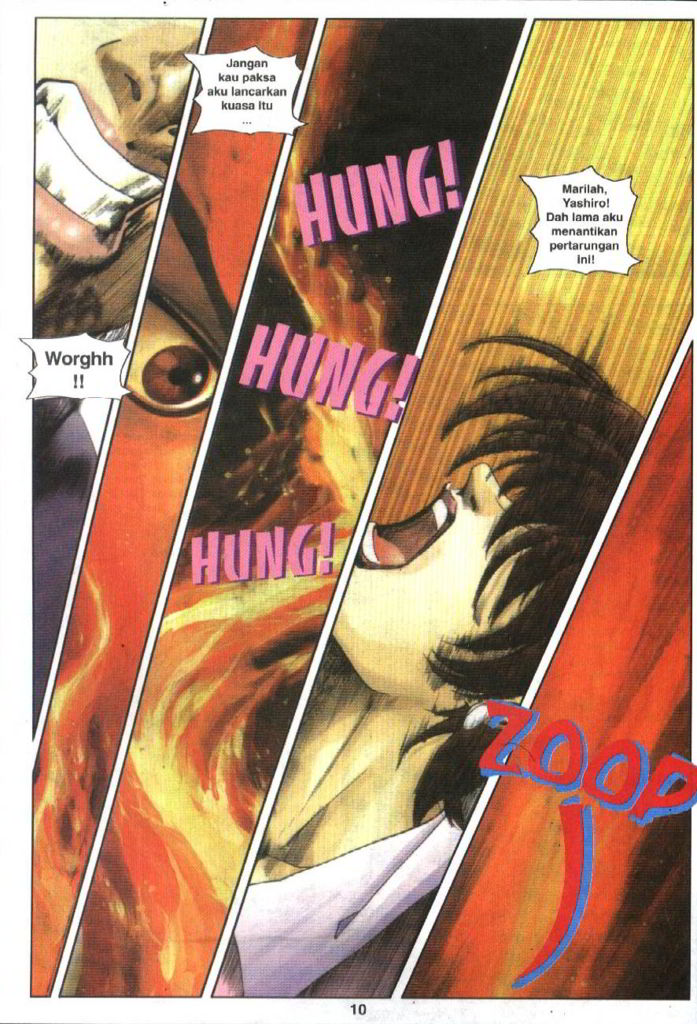 Jangan
kau paksa
aku lancarkan
kuasa Itu
...
Worghh
!!
HUNG!
HUNG!
HUNG!
Marilah,
Yashiro!
Dah lama aku
menantikan
pertarungan
Ini!
ZOOP
10